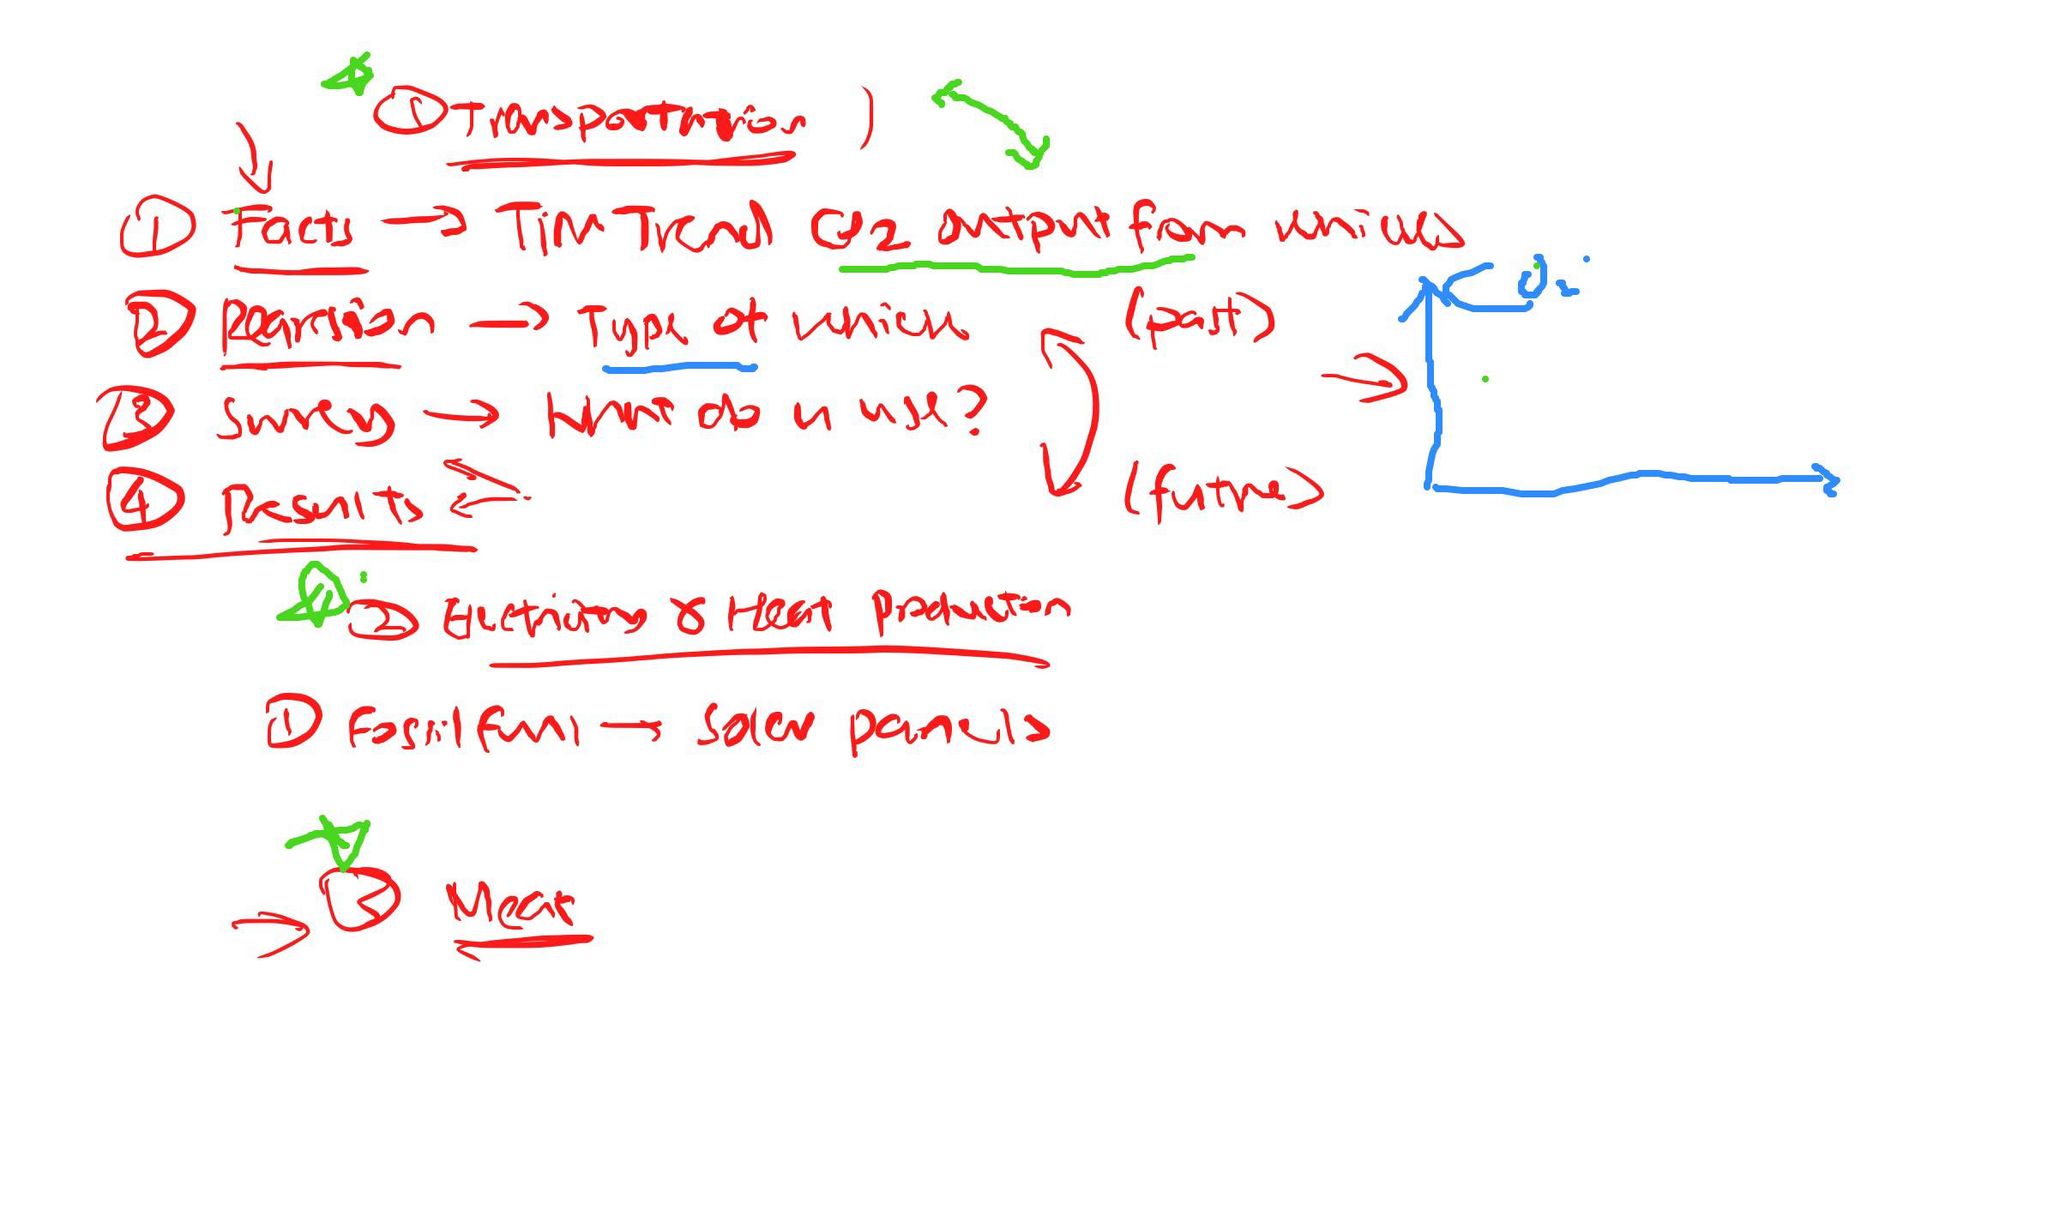 ① Transportation )
① Facts → Tim Trend CO2 output from vehicles
② Regression → Type of vehicle (past)
③ Survey → What do u use?
④ Results (future)
CO2
② Electricity & Heat Production
① Fossil fuel → Solar panels
③ Meat